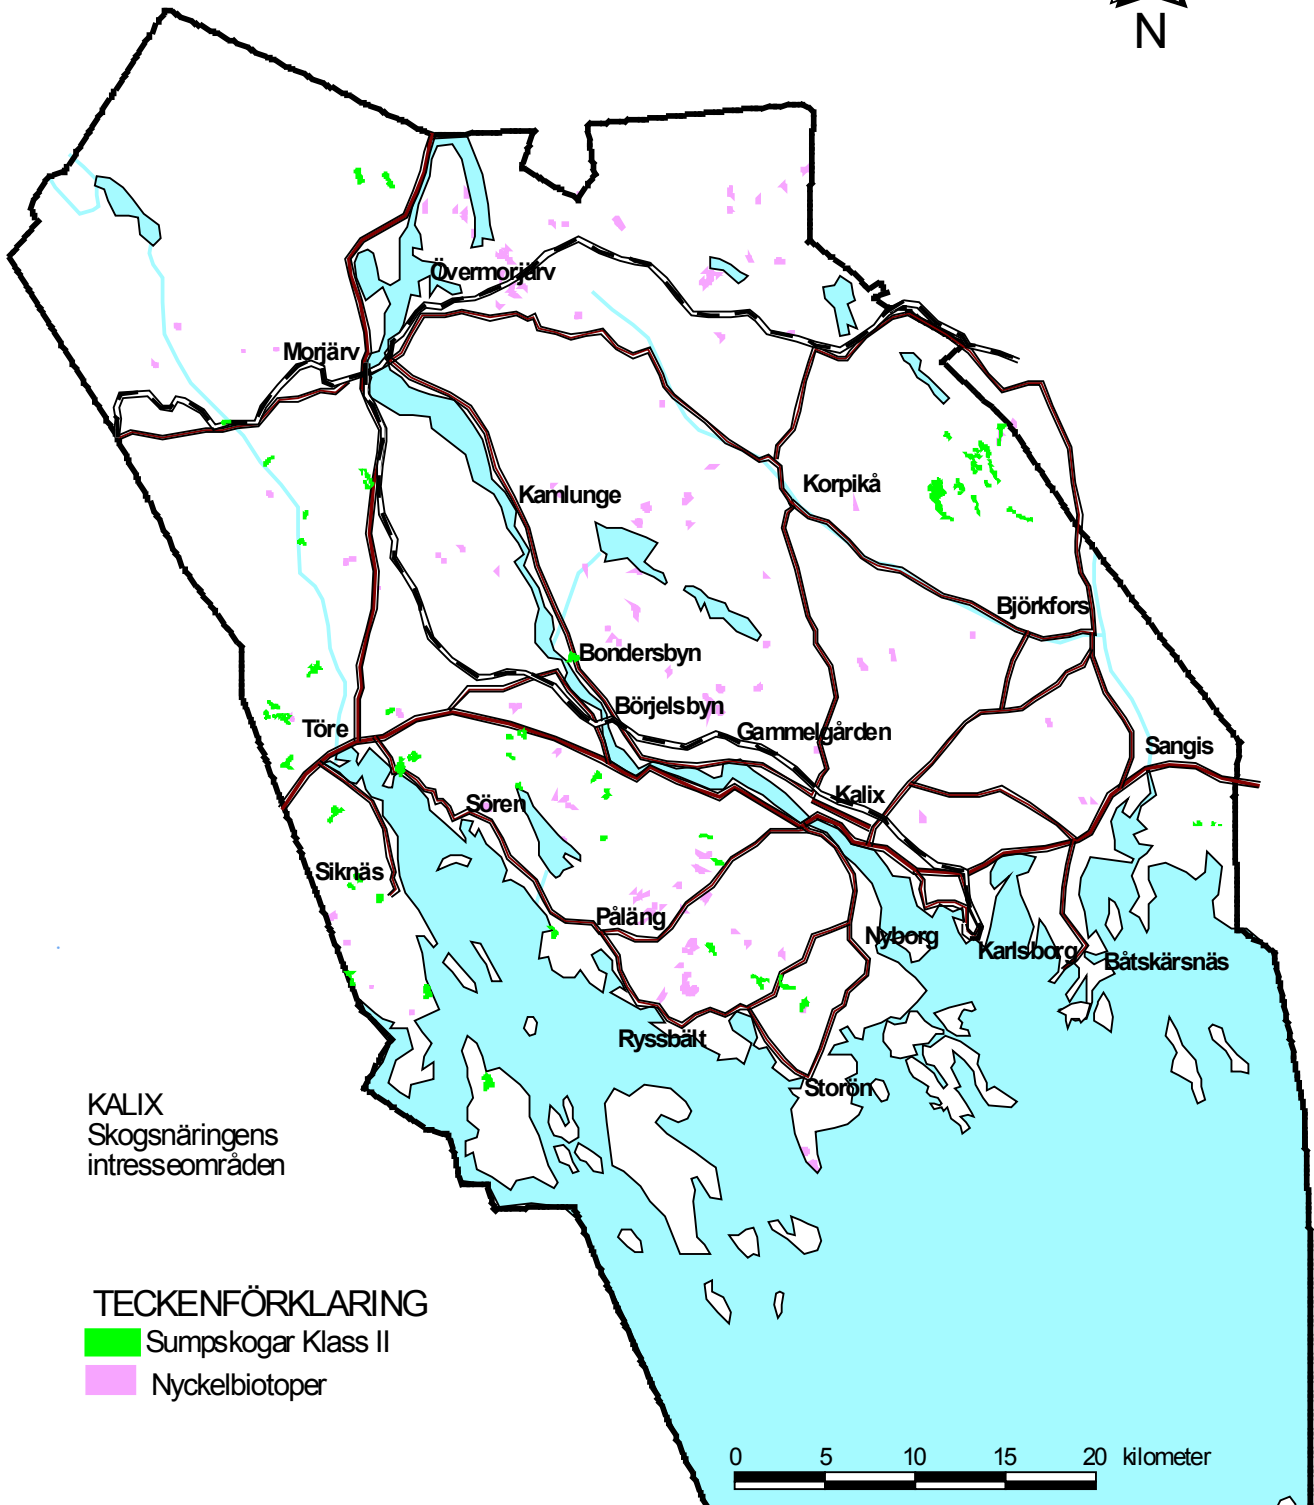 N
Övermorjärv
Morjärv
Korpikå
Kamlunge
Björkfors
Bondersbyn
Börjelsbyn
Töre
Gammelgården
Sangis
Kalix
Sören
Siknäs
Påläng
Nyborg
Karlsborg
Båtskärsnäs
Ryssbält
Storön
KALIX
Skogsnäringens
intresseområden
TECKENFÖRKLARING
Sumpskogar Klass II
Nyckelbiotoper
0 5 10 15 20 kilometer